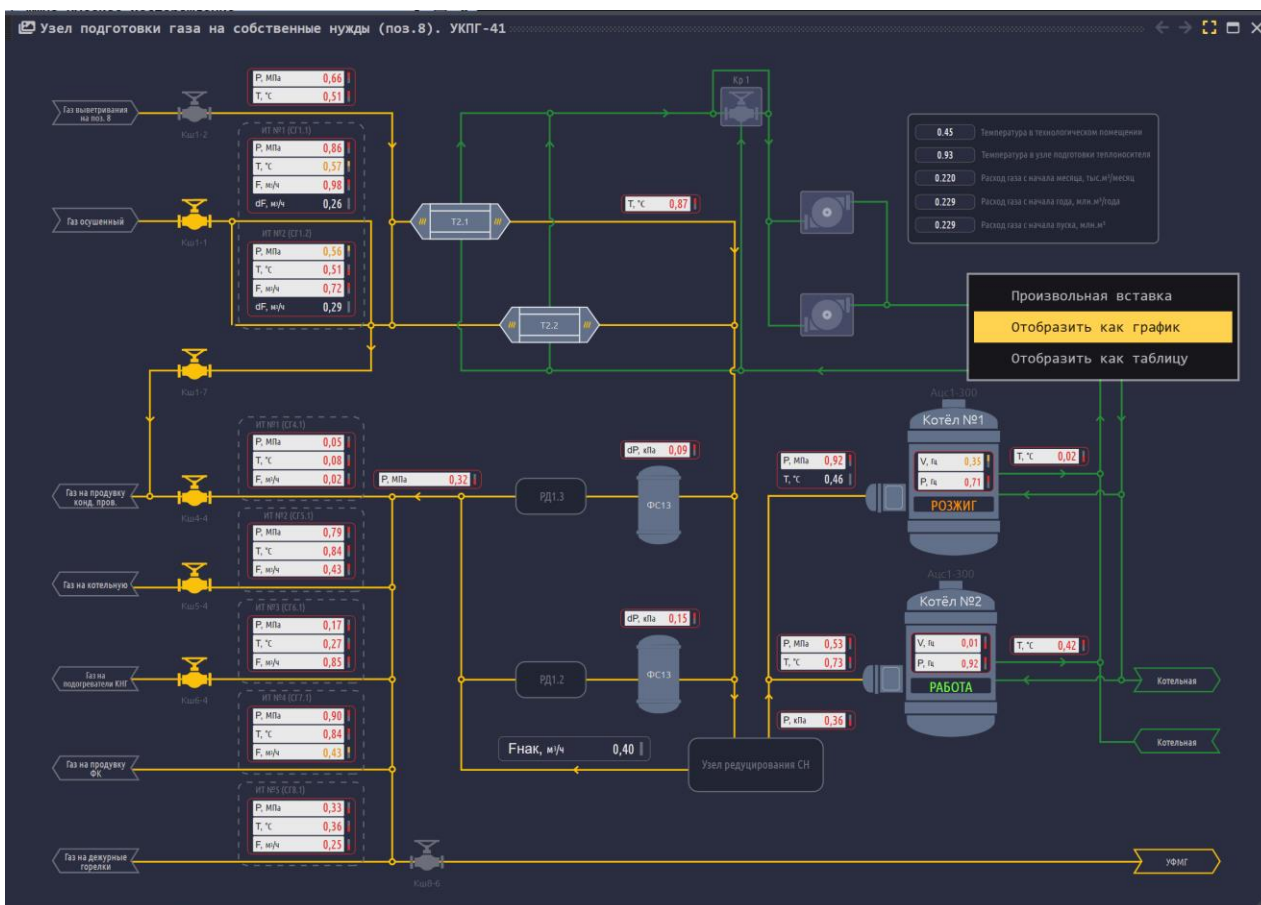 Узел подготовки газа на собственные нужды (поз.8). УКПГ-41
P, МПа 0,66
T, °C 0,51
Газ выветривания
на поз. 8
Кш1-2
Кр 1
ИТ №1 (СГ1.1)
P, МПа 0,86
T, °C 0,57
F, м³/ч 0,98
dF, м³/ч 0,26
0.45 Температура в технологическом помещении
0.93 Температура в узле подготовки теплоносителя
0.220 Расход газа с начала месяца, тыс.м³/месяц
0.229 Расход газа с начала года, млн.м³/года
0.229 Расход газа с начала пуска, млн.м³
Газ осушенный
Кш1-1
T2.1
T, °C 0,87
ИТ №2 (СГ1.2)
P, МПа 0,56
T, °C 0,51
F, м³/ч 0,72
dF, м³/ч 0,29
T2.2
Произвольная вставка
Отобразить как график
Отобразить как таблицу
Кш1-7
Ацс1-300
Котёл №1
V, Гц 0,35
P, Гц 0,71
РОЗЖИГ
T, °C 0,02
P, МПа 0,92
T, °C 0,46
ИТ №1 (СГ4.1)
P, МПа 0,05
T, °C 0,08
F, м³/ч 0,02
P, МПа 0,32
dP, кПа 0,09
РД1.3
ФС13
Газ на продувку
конд. пров.
Кш4-4
ИТ №2 (СГ5.1)
P, МПа 0,79
T, °C 0,84
F, м³/ч 0,43
Газ на котельную
Кш5-4
Ацс1-300
Котёл №2
V, Гц 0,01
P, Гц 0,92
РАБОТА
T, °C 0,42
P, МПа 0,53
T, °C 0,73
P, кПа 0,36
ИТ №3 (СГ6.1)
P, МПа 0,17
T, °C 0,27
F, м³/ч 0,85
dP, кПа 0,15
РД1.2
ФС13
Газ на
подогреватели КНГ
Кш6-4
Котельная
Котельная
ИТ №4 (СГ7.1)
P, МПа 0,90
T, °C 0,84
F, м³/ч 0,43
Fнак, м³/ч 0,40
Узел редуцирования СН
Газ на продувку
ФК
ИТ №5 (СГ8.1)
P, МПа 0,33
T, °C 0,36
F, м³/ч 0,25
Газ на дежурные
горелки
Кш8-6
УФМГ